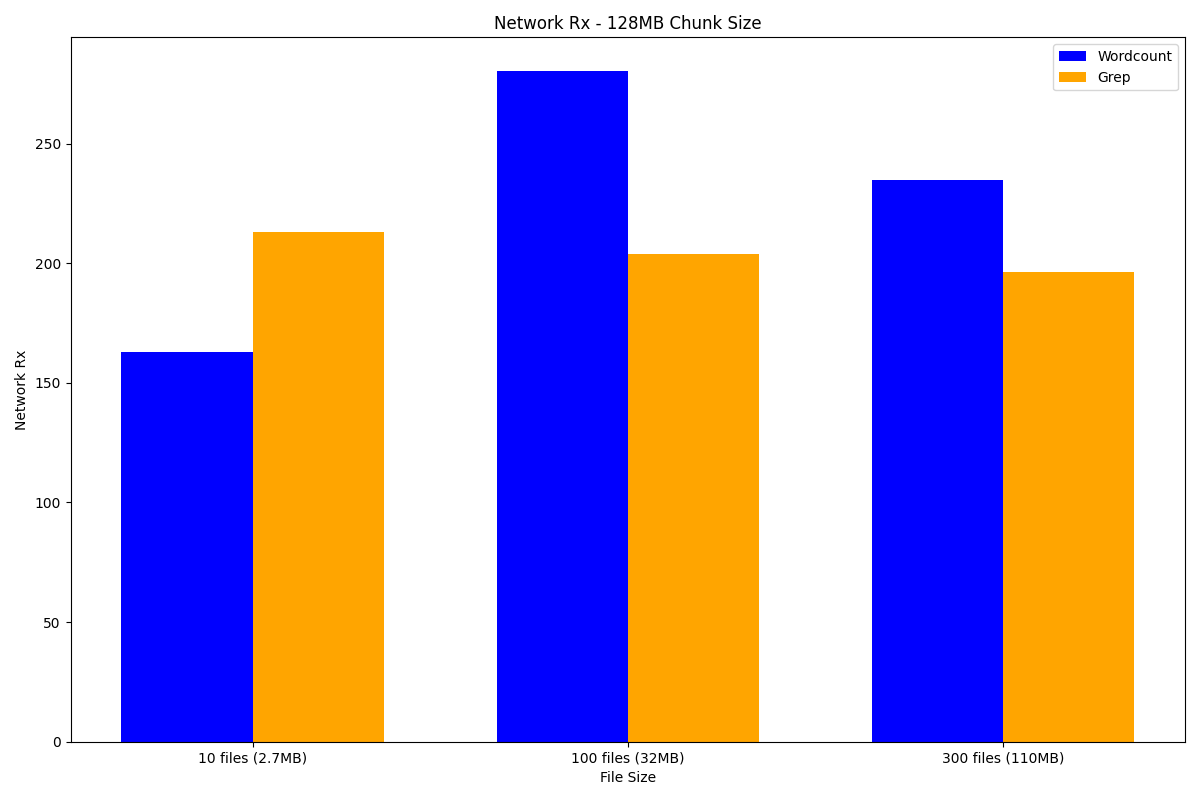 Network Rx - 128MB Chunk Size
Wordcount
Grep
250
200
150
100
50
0
Network Rx
10 files (2.7MB)
100 files (32MB)
300 files (110MB)
File Size